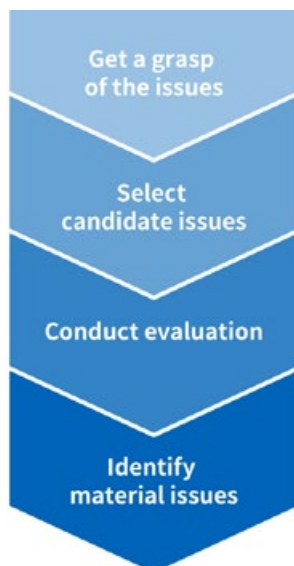 Get a grasp
of the issues
Select
candidate issues
Conduct evaluation
Identify
material issues